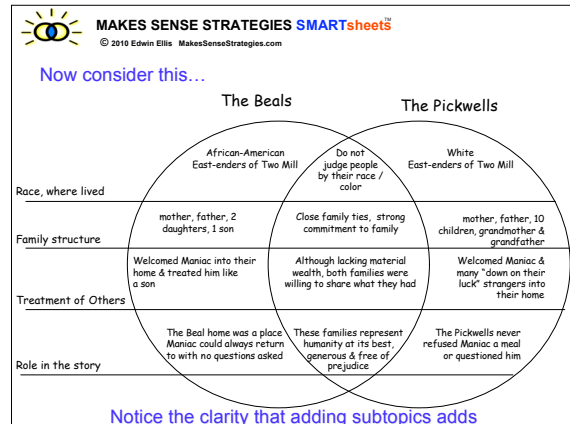 MAKES SENSE STRATEGIES SMARTsheets™
© 2010 Edwin Ellis MakesSenseStrategies.com
Now consider this…
The Beals
The Pickwells
African-American
East-enders of Two Mill
Do not
judge people
by their race /
color
White
East-enders of Two Mill
Race, where lived
mother, father, 2
daughters, 1 son
Close family ties, strong
commitment to family
mother, father, 10
children, grandmother &
grandfather
Family structure
Welcomed Maniac into their
home & treated him like
a son
Although lacking material
wealth, both families were
willing to share what they had
Welcomed Maniac &
many “down on their
luck” strangers into
their home
Treatment of Others
The Beal home was a place
Maniac could always return
to with no questions asked
These families represent
humanity at its best,
generous & free of
prejudice
The Pickwells never
refused Maniac a meal
or questioned him
Role in the story
Notice the clarity that adding subtopics adds